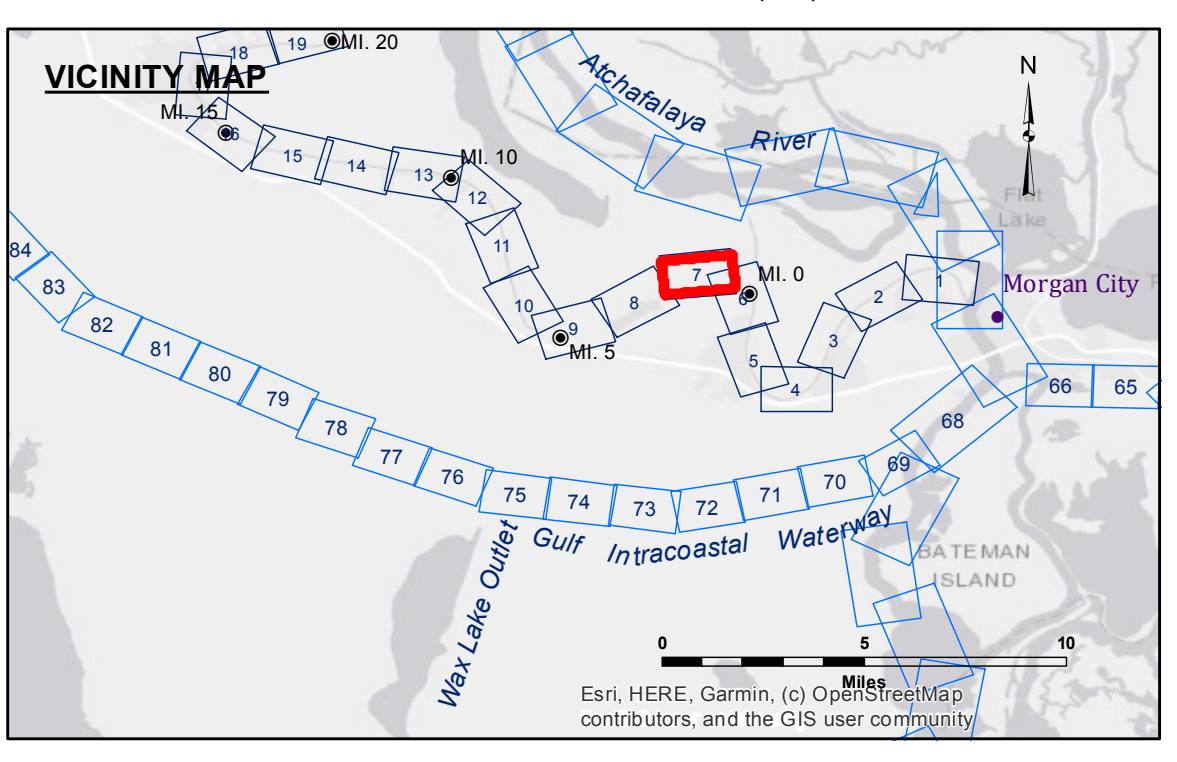 VICINITY MAP
18
19
MI. 20
MI. 15
15
14
13
MI. 10
12
11
10
9
MI. 5
8
7
6
MI. 0
5
4
3
2
1
Atchafalaya
River
Flat
Lake
Morgan City
N
84
83
82
81
80
79
78
77
76
75
74
73
72
71
70
69
68
66
65
Wax Lake Outlet
Gulf Intracoastal Waterway
BATEMAN
ISLAND
0 5 10
Miles
Esri, HERE, Garmin, (c) OpenStreetMap
contributors, and the GIS user community